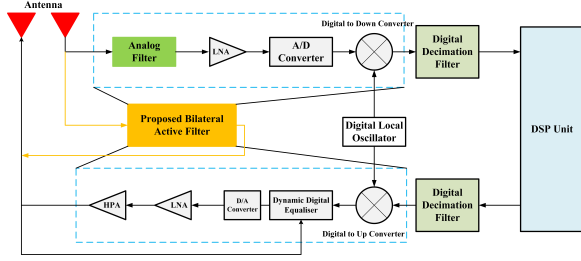 Antenna
Digital to Down Converter
Analog
Filter
LNA
A/D
Converter
Digital
Decimation
Filter
Proposed Bilateral
Active Filter
Digital Local
Oscillator
DSP Unit
HPA
LNA
D/A
Converter
Dynamic Digital
Equaliser
Digital
Decimation
Filter
Digital to Up Converter